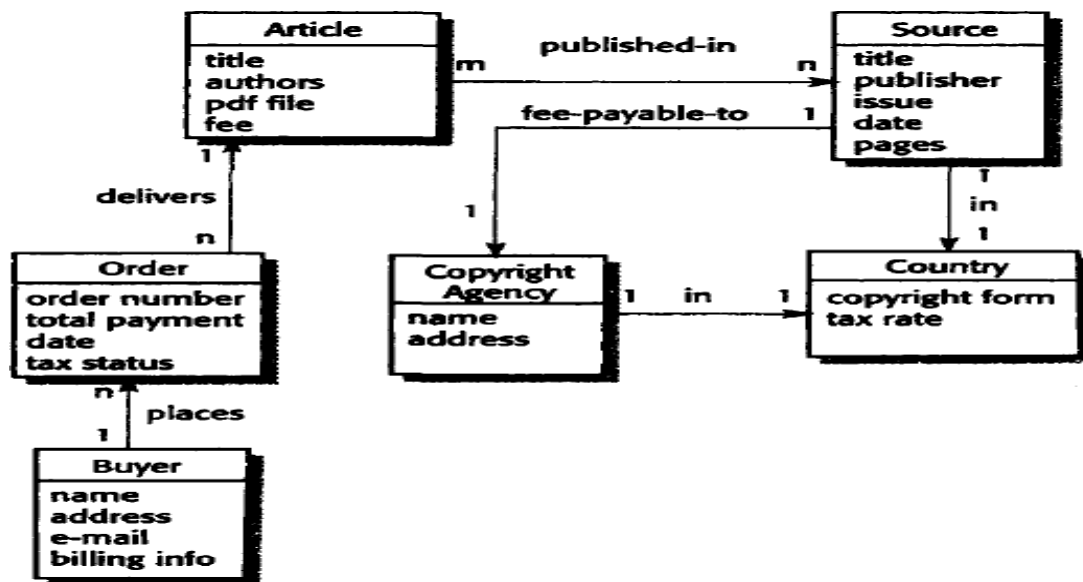 Article
title
authors
pdf file
fee
published-in
m
n
Source
title
publisher
issue
date
pages
fee-payable-to
1
1
delivers
n
1
1
in
1
Order
order number
total payment
date
tax status
Copyright
Agency
name
address
1
in
1
Country
copyright form
tax rate
n
places
1
Buyer
name
address
e-mail
billing info